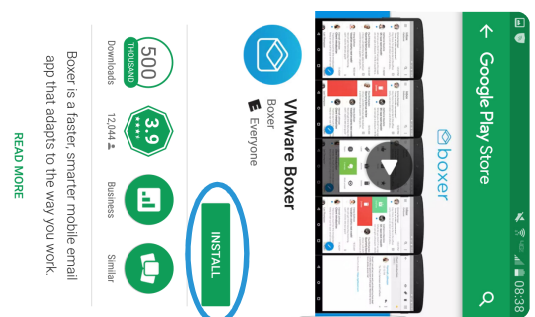 08:38
Google Play Store
boxer
VMware Boxer
Boxer
E Everyone
INSTALL
500
THOUSAND
Downloads
3.9
12,044
Business
Similar
Boxer is a faster, smarter mobile email
app that adapts to the way you work.
READ MORE